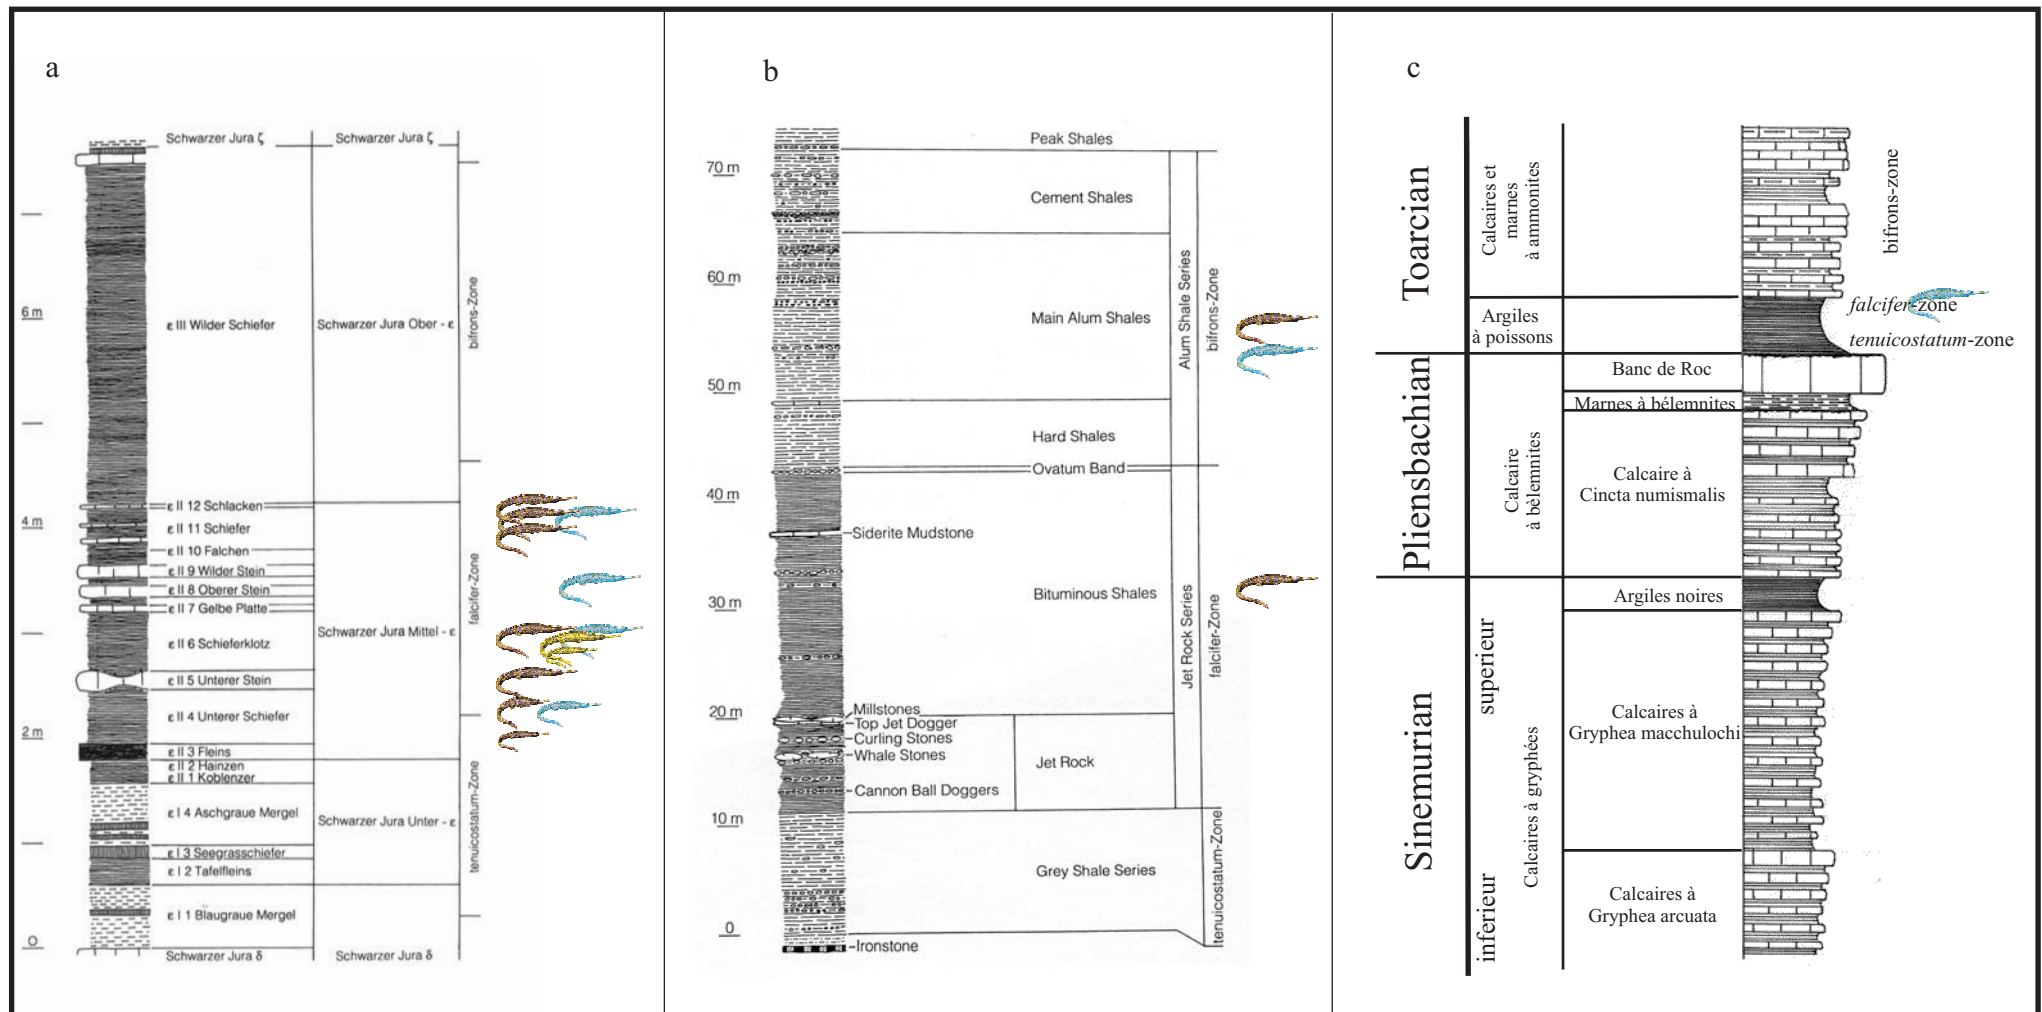 a
Schwarzer Jura ζ
Schwarzer Jura ζ
6 m
4 m
2 m
O
ε III Wilder Schiefer
ε II 12 Schlacken
ε II 11 Schiefer
ε II 10 Falchen
ε II 9 Wilder Stein
ε II 8 Oberer Stein
ε II 7 Gelbe Platte
ε II 6 Schieferklotz
ε II 5 Unterer Stein
ε II 4 Unterer Schiefer
ε II 3 Fleins
ε II 2 Hainzen
ε II 1 Koblenzer
ε I 4 Aschgraue Mergel
ε I 3 Seegrasschiefer
ε I 2 Tafelfleins
ε I 1 Blaugraue Mergel
Schwarzer Jura δ
Schwarzer Jura Ober - ε
Schwarzer Jura Mittel - ε
Schwarzer Jura Unter - ε
Schwarzer Jura δ
bifrons-Zone
falcifer-Zone
tenuicostatum-Zone
b
70 m
60 m
50 m
40 m
30 m
20 m
10 m
0
Peak Shales
Cement Shales
Main Alum Shales
Hard Shales
Ovatum Band
Siderite Mudstone
Bituminous Shales
Millstones
Top Jet Dogger
Curling Stones
Whale Stones
Cannon Ball Doggers
Jet Rock
Grey Shale Series
Ironstone
Alum Shale Series
Jet Rock Series
bifrons-Zone
falcifer-Zone
tenuicostatum-Zone
c
Toarcian
Pliensbachian
Sinemurian
superieur
inferieur
Calcaires et
marnes
à ammonites
Argiles
à poissons
Calcaire
à bèlemnites
Calcaires à gryphées
Banc de Roc
Marnes à bélemnites
Calcaire à
Cincta numismalis
Argiles noires
Calcaires à
Gryphea macchulochi
Calcaires à
Gryphea arcuata
bifrons-zone
falcifer-zone
tenuicostatum-zone